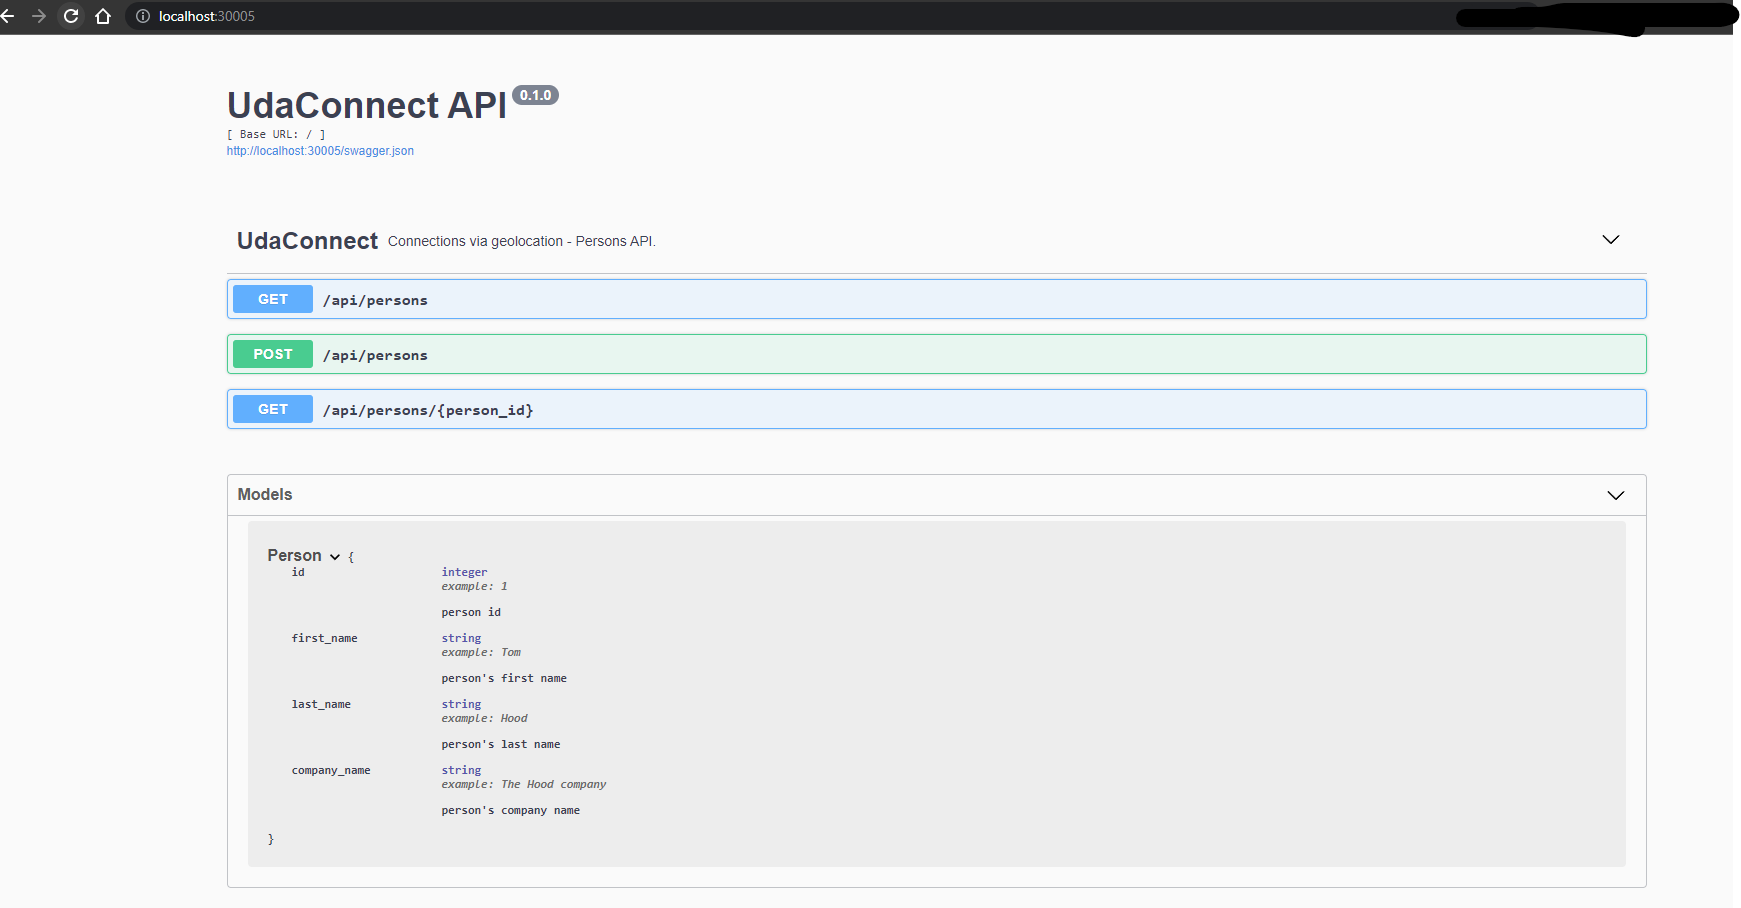 localhost:30005
UdaConnect API 0.1.0
[ Base URL: / ]
http://localhost:30005/swagger.json
UdaConnect Connections via geolocation - Persons API.
GET /api/persons
POST /api/persons
GET /api/persons/{person_id}
Models
Person {
id integer
example: 1
person id
first_name string
example: Tom
person's first name
last_name string
example: Hood
person's last name
company_name string
example: The Hood company
person's company name
}